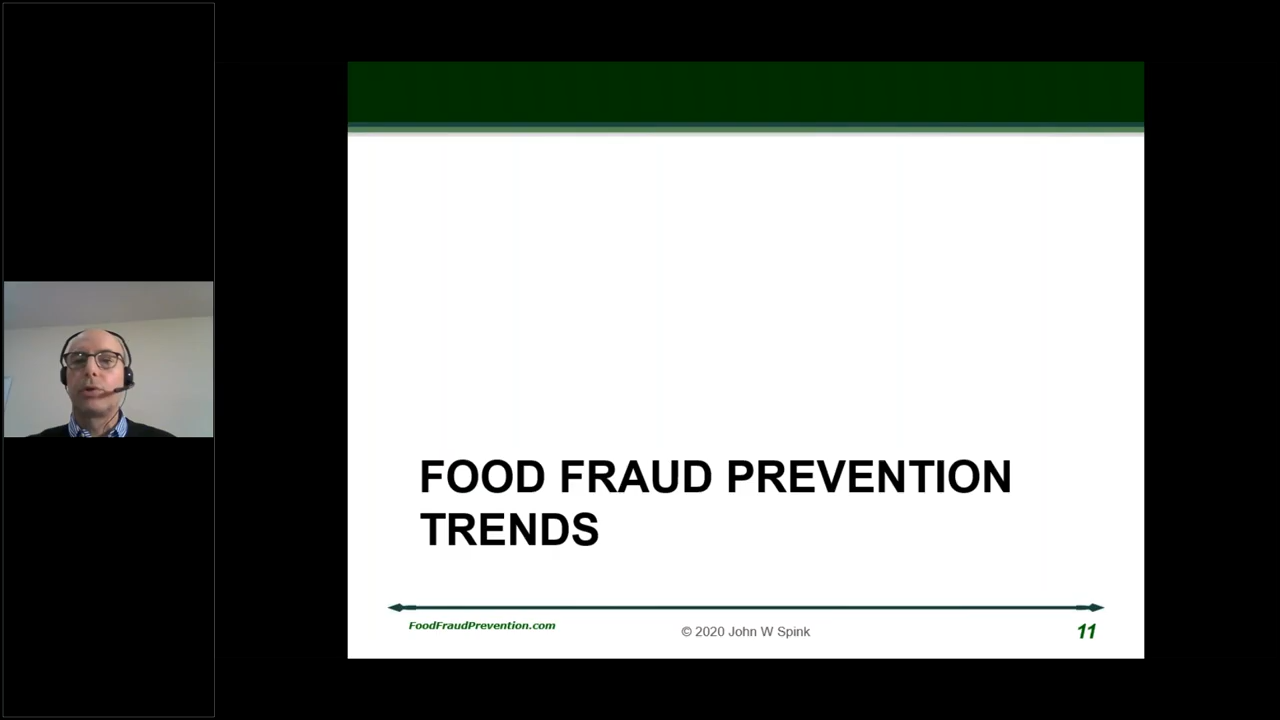 FOOD FRAUD PREVENTION
TRENDS
FoodFraudPrevention.com
© 2020 John W Spink
11